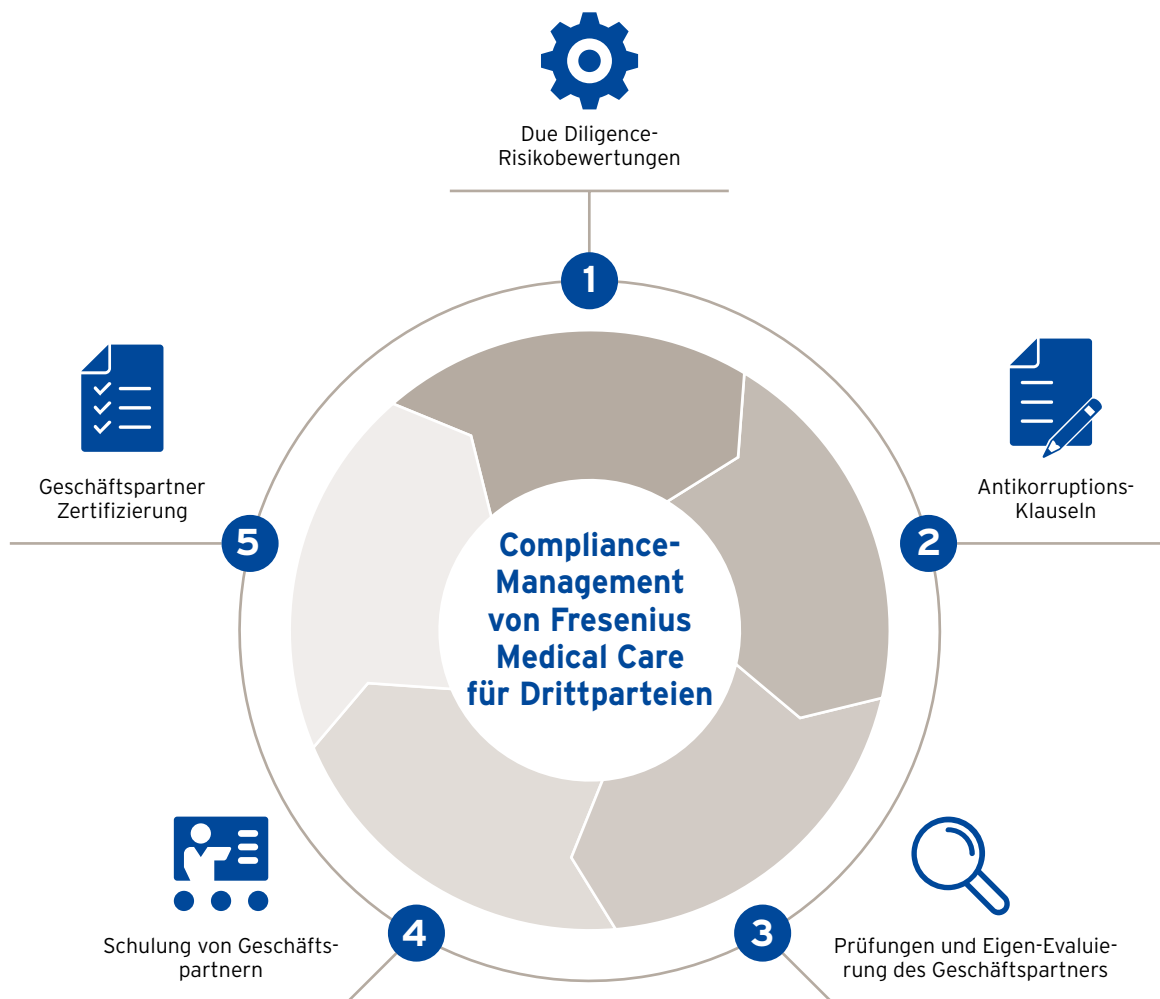 Due Diligence-
Risikobewertungen
1
Antikorruptions-
Klauseln
2
Geschäftspartner
Zertifizierung
5
Compliance-
Management
von Fresenius
Medical Care
für Drittparteien
3
Prüfungen und Eigen-Evaluie-
rung des Geschäftspartners
4
Schulung von Geschäfts-
partnern